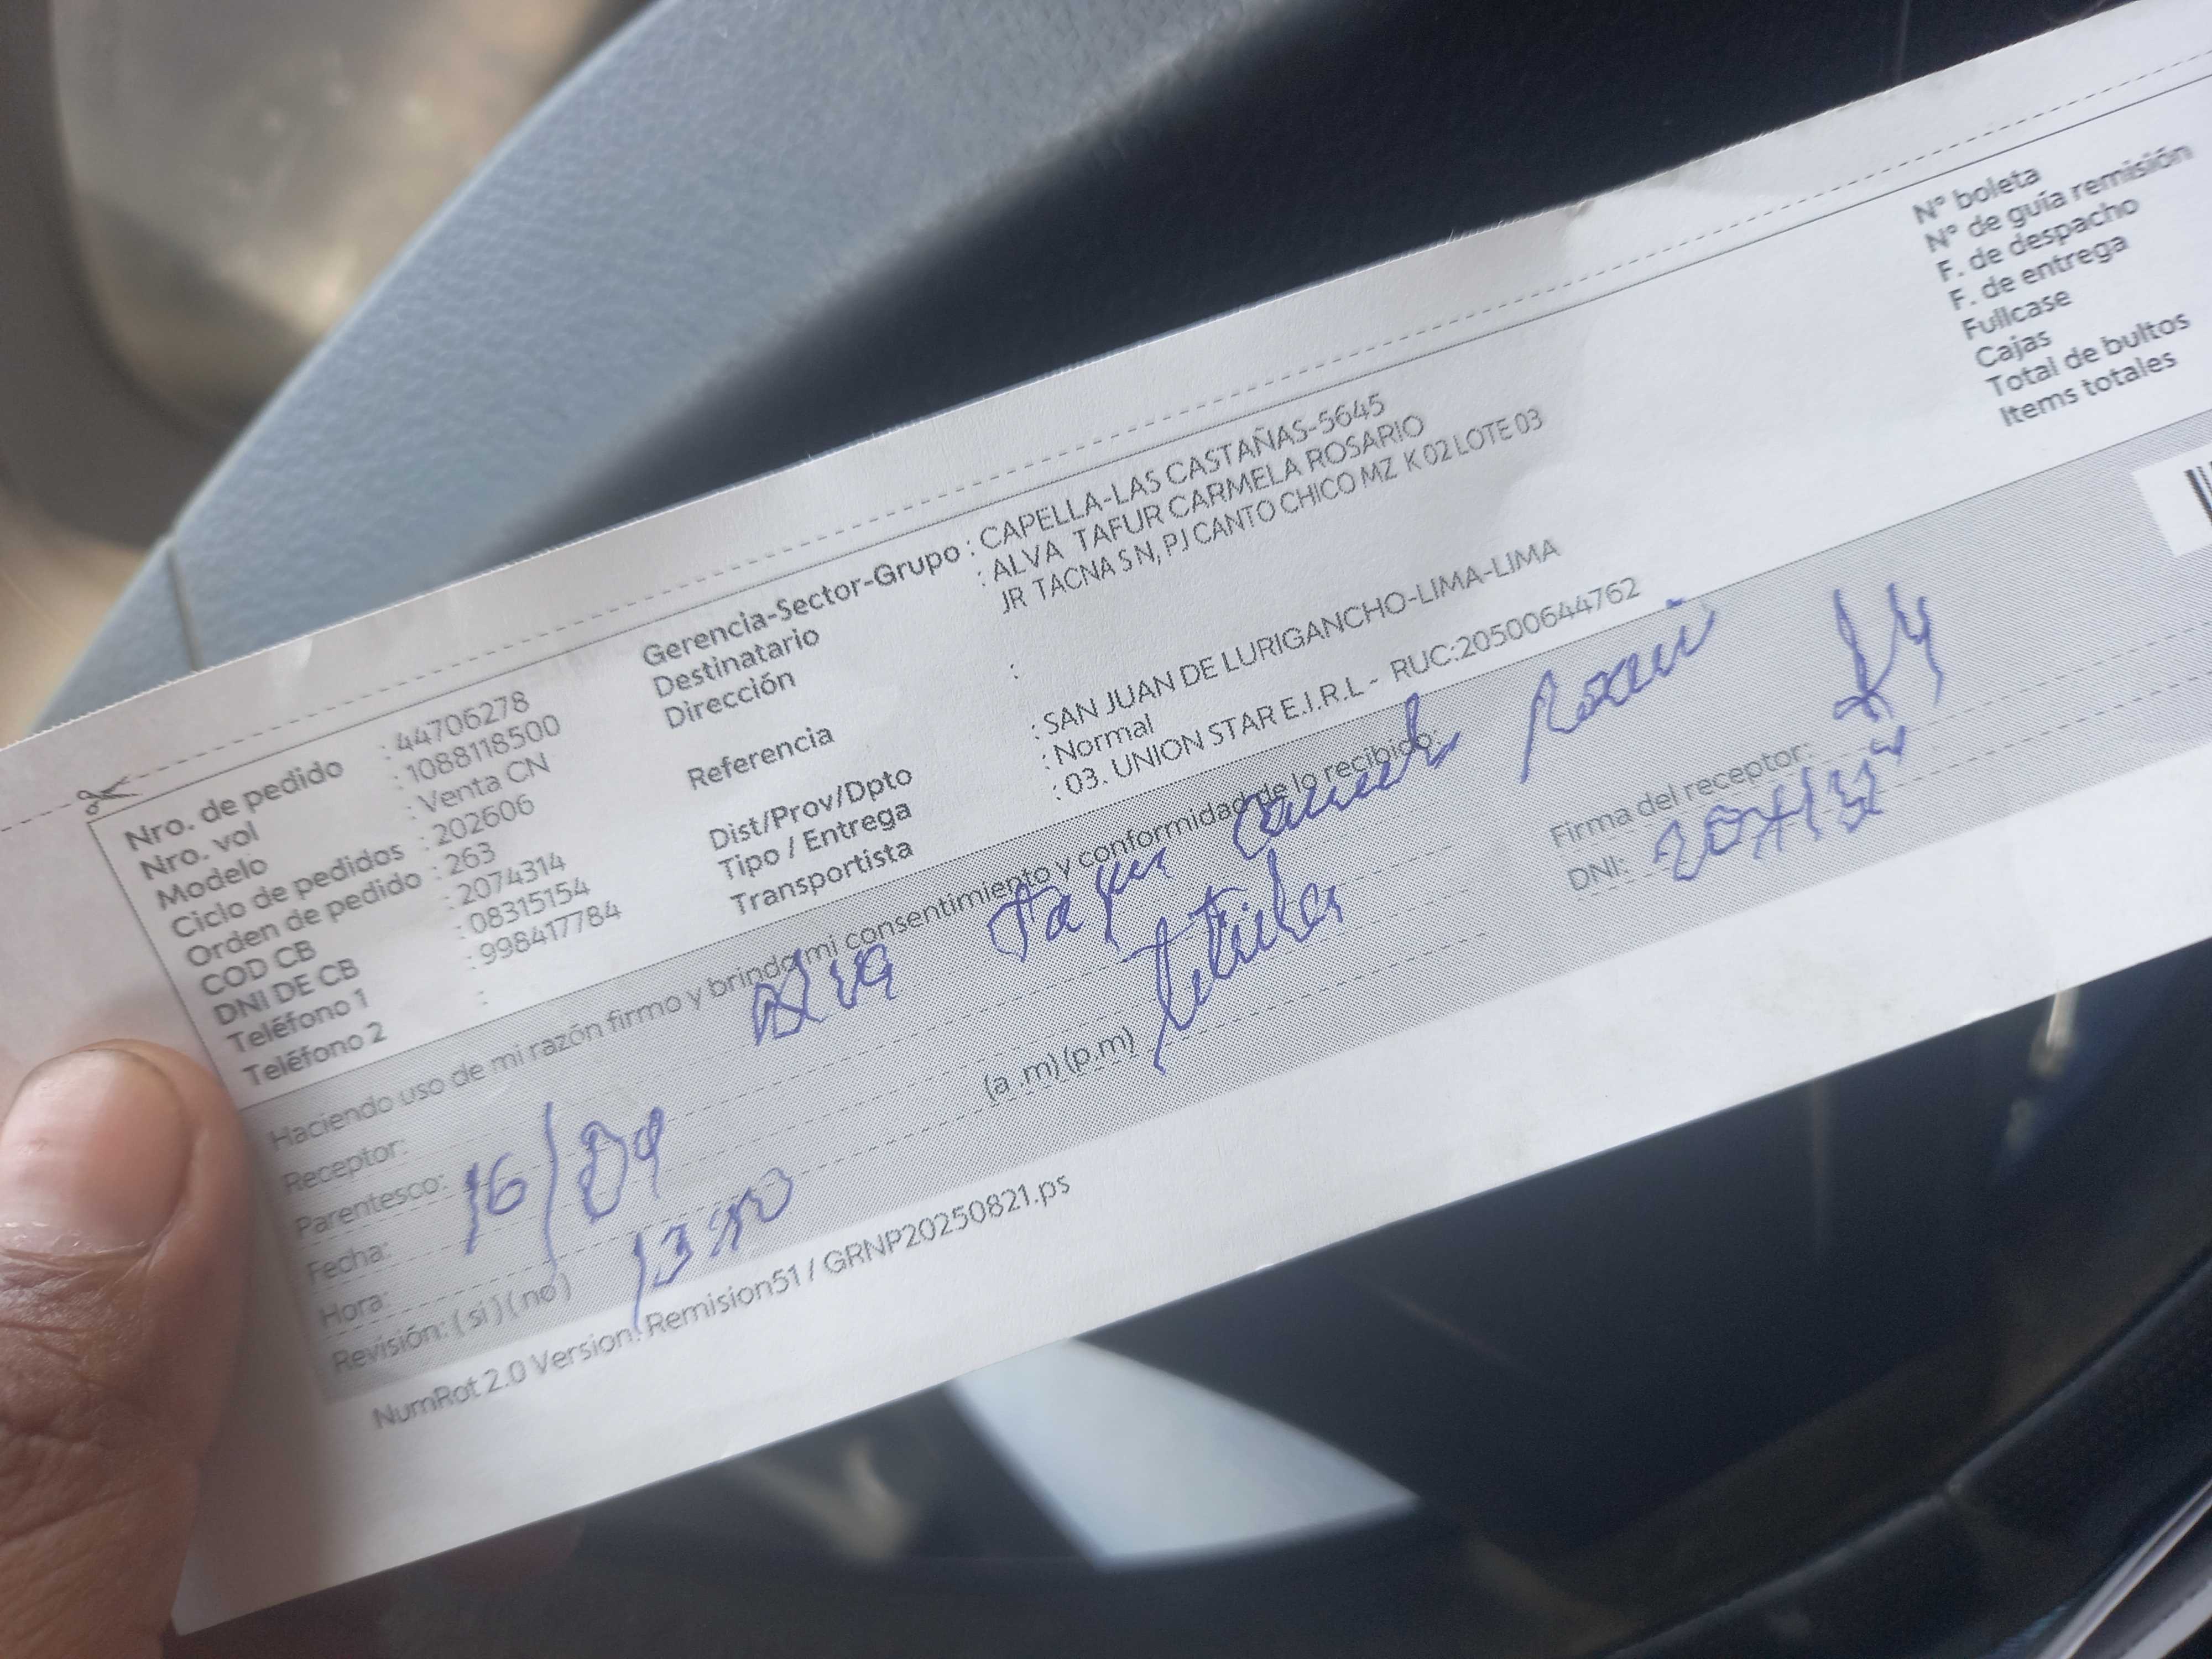 Nro. de pedido : 44706278
Nro. vol : 1088118500
Modelo : Venta CN
Ciclo de pedidos : 202606
Orden de pedido : 263
COD CB : 2074314
DNI DE CB : 08315154
Teléfono 1 : 998417784
Teléfono 2 :
Gerencia-Sector-Grupo : CAPELLA-LAS CASTAÑAS-5645
Destinatario : ALVA TAFUR CARMELA ROSARIO
Dirección JR TACNA S N, PJ CANTO CHICO MZ K 02 LOTE 03
Referencia :
Dist/Prov/Dpto : SAN JUAN DE LURIGANCHO-LIMA-LIMA
Tipo / Entrega : Normal
Transportista : 03. UNION STAR E.I.R.L - RUC:20500644762
N° boleta
N° de guía remisión
F. de despacho
F. de entrega
Fullcase
Cajas
Total de bultos
Items totales
Haciendo uso de mi razón firmo y brindo mi consentimiento y conformidad de lo recibido:
Receptor: Alva Tafur
Parentesco:
Fecha: 16/04
Hora: (a .m) (p.m)
Revisión: ( si ) ( no )
Firma del receptor:
DNI:
NumRot 2.0 Version: Remision51 / GRNP20250821.ps